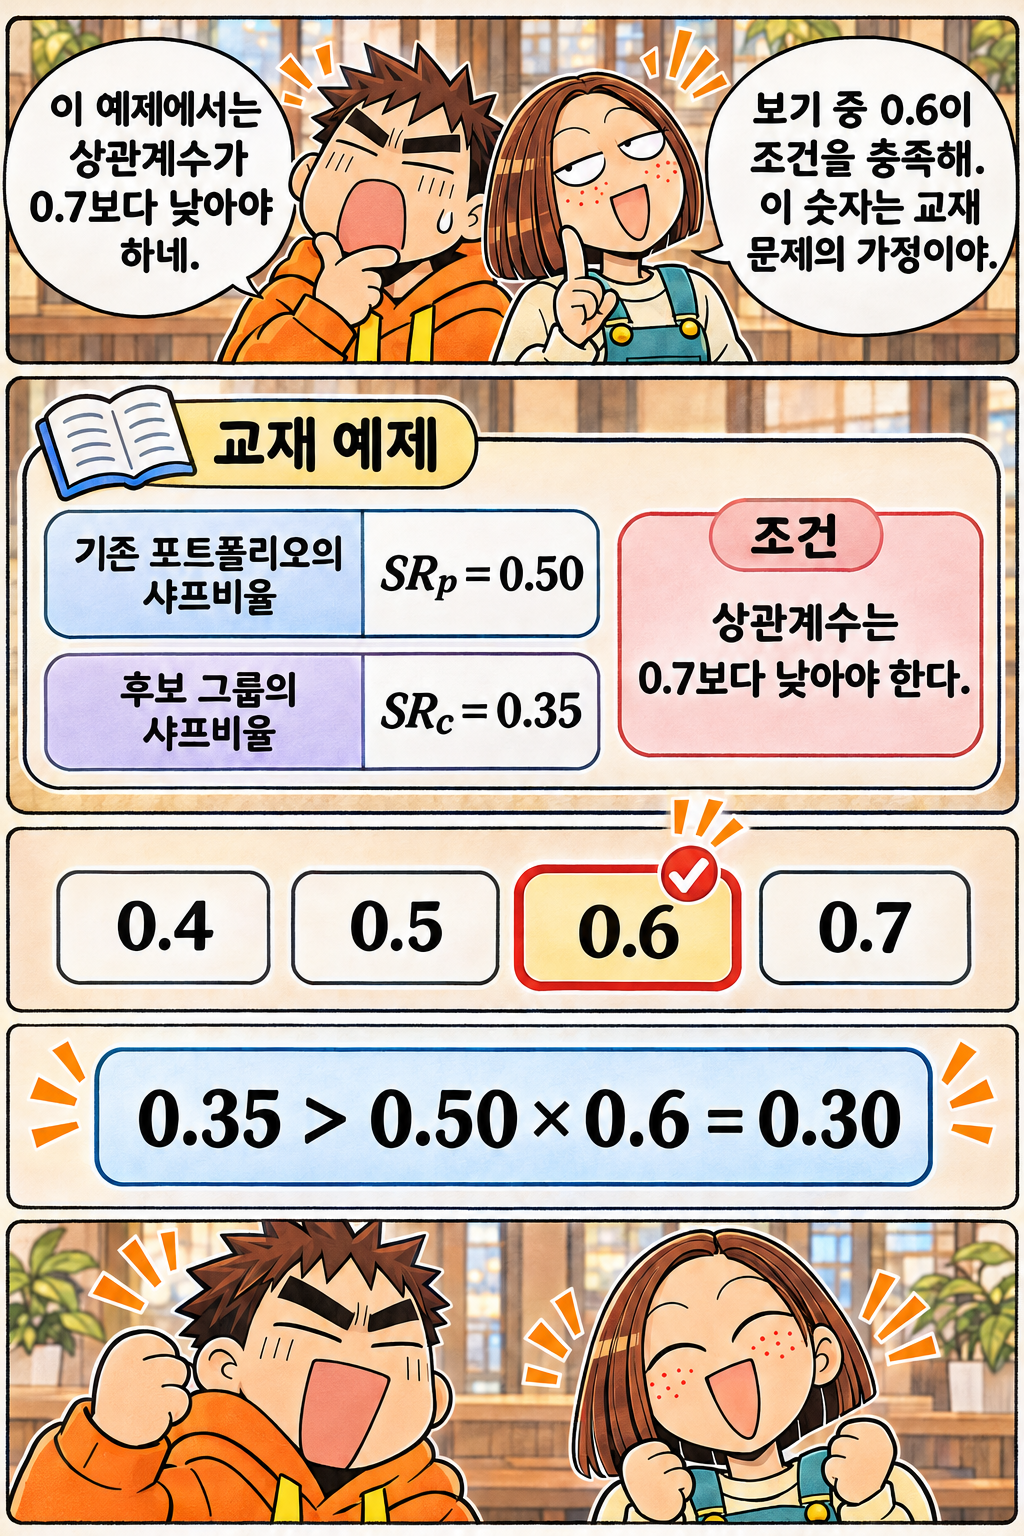 이 예제에서는
상관계수가
0.7보다 낮아야
하네.
보기 중 0.6이
조건을 충족해.
이 숫자는 교재
문제의 가정이야.
교재 예제
기존 포트폴리오의
샤프비율
SRₚ = 0.50
후보 그룹의
샤프비율
SR꜀ = 0.35
조건
상관계수는
0.7보다 낮아야 한다.
0.4
0.5
0.6
0.7
0.35 > 0.50 × 0.6 = 0.30